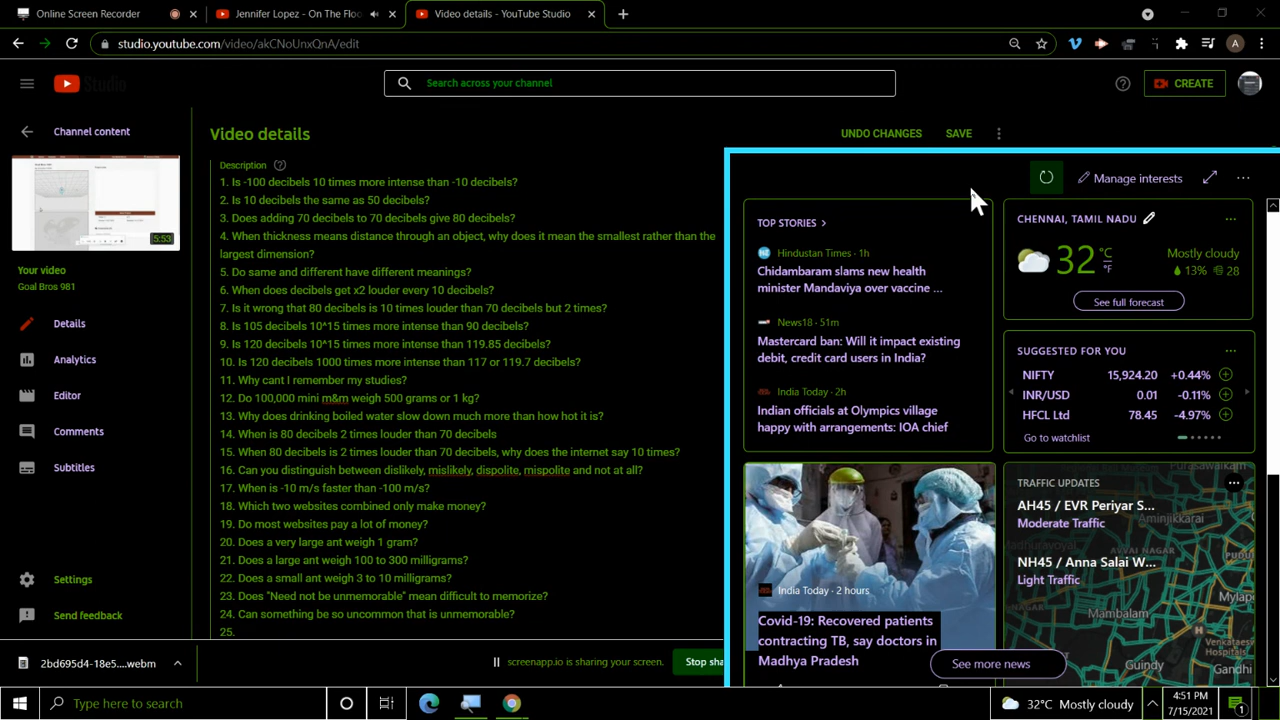 Online Screen Recorder
Jennifer Lopez - On The Floo
Video details - YouTube Studio
studio.youtube.com/video/akCNoUnxQnA/edit
A
Studio
Search across your channel
CREATE
Channel content
Video details
UNDO CHANGES
SAVE
5:53
Your video
Goal Bros 981
Details
Analytics
Editor
Comments
Subtitles
Settings
Send feedback
Description
1. Is -100 decibels 10 times more intense than -10 decibels?
2. Is 10 decibels the same as 50 decibels?
3. Does adding 70 decibels to 70 decibels give 80 decibels?
4. When thickness means distance through an object, why does it mean the smallest rather than the
largest dimension?
5. Do same and different have different meanings?
6. When does decibels get x2 louder every 10 decibels?
7. Is it wrong that 80 decibels is 10 times louder than 70 decibels but 2 times?
8. Is 105 decibels 10^15 times more intense than 90 decibels?
9. Is 120 decibels 10^15 times more intense than 119.85 decibels?
10. Is 120 decibels 1000 times more intense than 117 or 119.7 decibels?
11. Why cant I remember my studies?
12. Do 100,000 mini m&m weigh 500 grams or 1 kg?
13. Why does drinking boiled water slow down much more than how hot it is?
14. When is 80 decibels 2 times louder than 70 decibels
15. When 80 decibels is 2 times louder than 70 decibels, why does the internet say 10 times?
16. Can you distinguish between dislikely, mislikely, dispolite, mispolite and not at all?
17. When is -10 m/s faster than -100 m/s?
18. Which two websites combined only make money?
19. Do most websites pay a lot of money?
20. Does a very large ant weigh 1 gram?
21. Does a large ant weigh 100 to 300 milligrams?
22. Does a small ant weigh 3 to 10 milligrams?
23. Does "Need not be unmemorable" mean difficult to memorize?
24. Can something be so uncommon that is unmemorable?
25.
Manage interests
TOP STORIES
Hindustan Times · 1h
Chidambaram slams new health
minister Mandaviya over vaccine ...
News18 · 51m
Mastercard ban: Will it impact existing
debit, credit card users in India?
India Today · 2h
Indian officials at Olympics village
happy with arrangements: IOA chief
India Today · 2 hours
Covid-19: Recovered patients
contracting TB, say doctors in
Madhya Pradesh
CHENNAI, TAMIL NADU
32 °C
°F
Mostly cloudy
13% 28
See full forecast
SUGGESTED FOR YOU
NIFTY 15,924.20 +0.44%
INR/USD 0.01 -0.11%
HFCL Ltd 78.45 -4.97%
Go to watchlist
TRAFFIC UPDATES
AH45 / EVR Periyar S...
Moderate Traffic
NH45 / Anna Salai W...
Light Traffic
Aminjikkarai
Mambalam
Guindy
See more news
2bd695d4-18e5....webm
screenapp.io is sharing your screen.
Stop sha
Type here to search
32°C Mostly cloudy
4:51 PM
7/15/2021
1